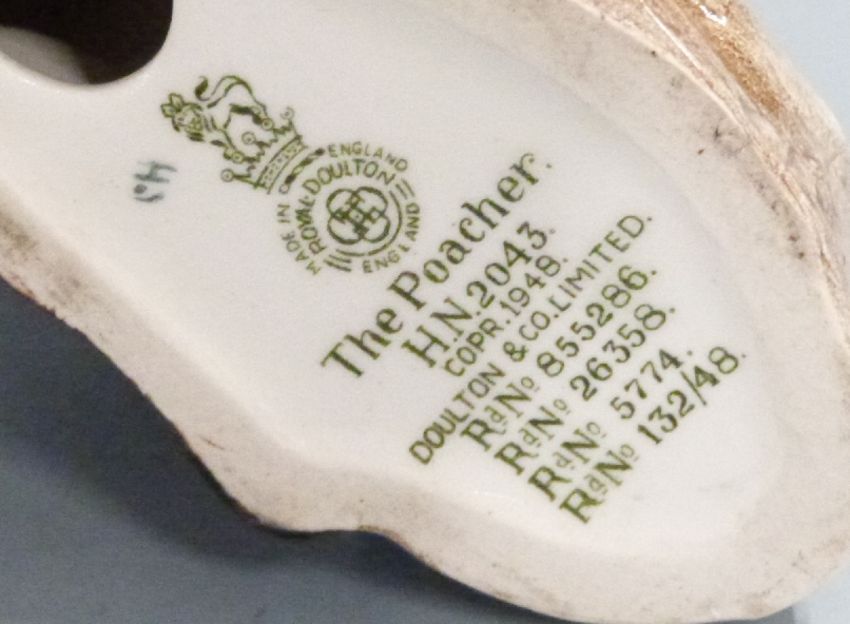 MADE IN ENGLAND
ROYAL DOULTON
ENGLAND
The Poacher.
H.N.2043.
COPR.1948.
DOULTON & CO.LIMITED.
RdNo 855286.
RdNo 26358.
RdNo 5774.
RdNo 132/48.